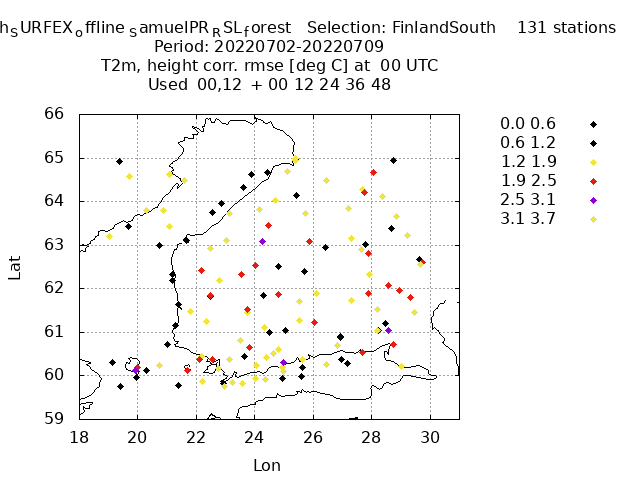 hSURFEXoffline SamuelPRRSLforest Selection: FinlandSouth 131 stations
Period: 20220702-20220709
T2m, height corr. rmse [deg C] at 00 UTC
Used 00,12 + 00 12 24 36 48
66
65
64
63
62
61
60
59
18 20 22 24 26 28 30
Lat
Lon
0.0 0.6
0.6 1.2
1.2 1.9
1.9 2.5
2.5 3.1
3.1 3.7